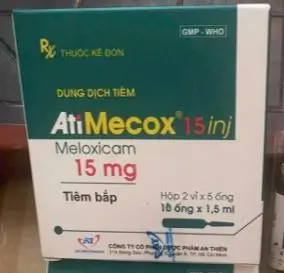 GMP - WHO
Rx THUỐC KÊ ĐƠN
DUNG DỊCH TIÊM
AtiMecox® 15 inj
Meloxicam
15 mg
Tiêm bắp
Hộp 2 vỉ x 5 ống
10 ống x 1,5 ml
CÔNG TY CỔ PHẦN DƯỢC PHẨM AN THIÊN